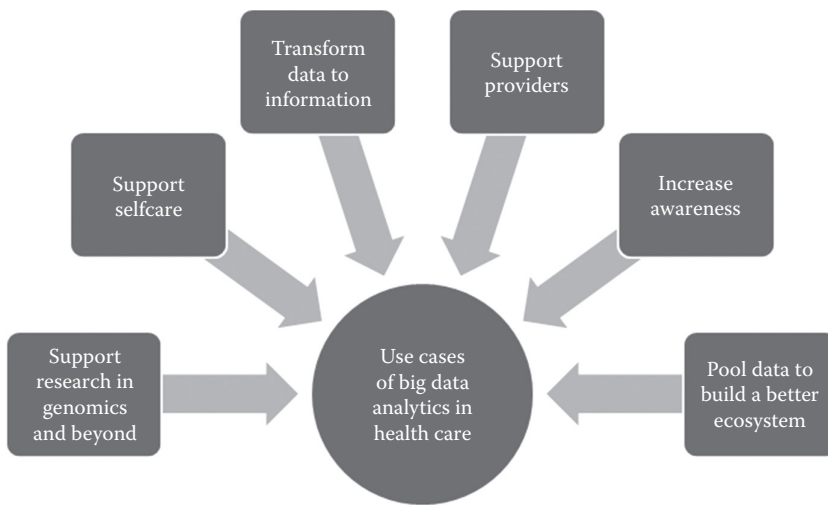 Transform
data to
information
Support
providers
Support
selfcare
Increase
awareness
Support
research in
genomics
and beyond
Use cases
of big data
analytics in
health care
Pool data to
build a better
ecosystem